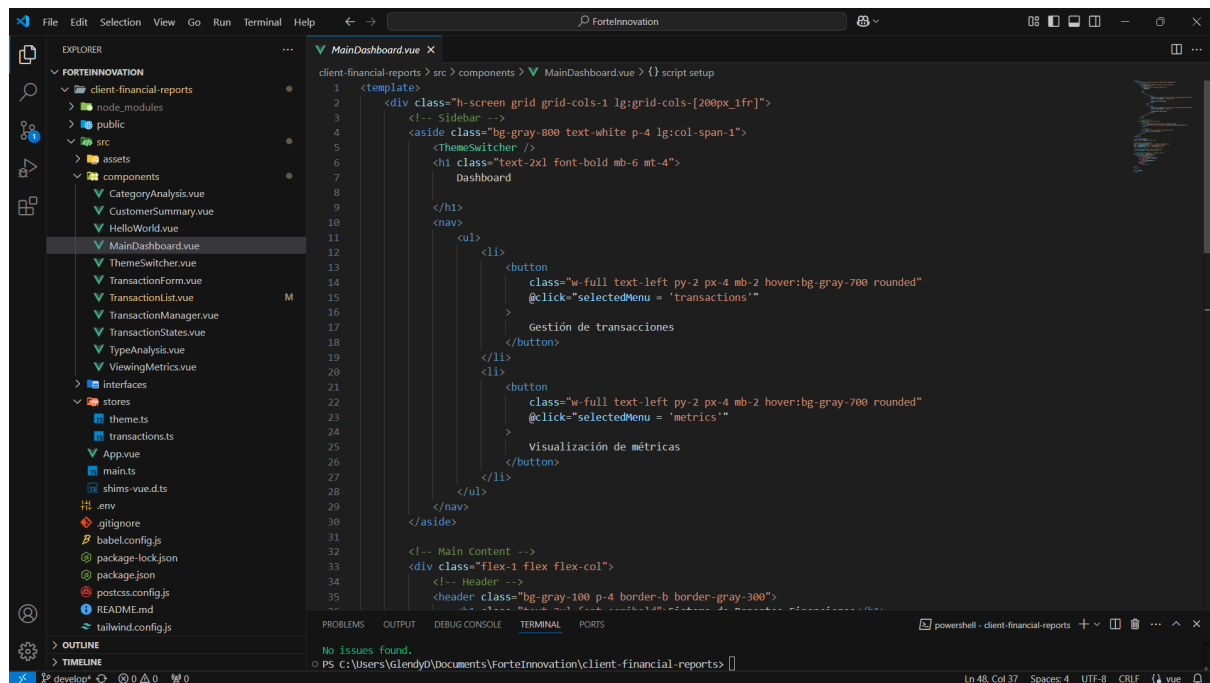 File Edit Selection View Go Run Terminal Help
ForteInnovation
EXPLORER
FORTEINNOVATION
client-financial-reports
node_modules
public
src
assets
components
CategoryAnalysis.vue
CustomerSummary.vue
HelloWorld.vue
MainDashboard.vue
ThemeSwitcher.vue
TransactionForm.vue
TransactionList.vue M
TransactionManager.vue
TransactionStates.vue
TypeAnalysis.vue
ViewingMetrics.vue
interfaces
stores
theme.ts
transactions.ts
App.vue
main.ts
shims-vue.d.ts
.env
.gitignore
babel.config.js
package-lock.json
package.json
postcss.config.js
README.md
tailwind.config.js
OUTLINE
TIMELINE
MainDashboard.vue
client-financial-reports > src > components > MainDashboard.vue > {} script setup
1 <template>
2 <div class="h-screen grid grid-cols-1 lg:grid-cols-[200px_1fr]">
3 <!-- Sidebar -->
4 <aside class="bg-gray-800 text-white p-4 lg:col-span-1">
5 <ThemeSwitcher />
6 <h1 class="text-2xl font-bold mb-6 mt-4">
7 Dashboard
8
9 </h1>
10 <nav>
11 <ul>
12 <li>
13 <button
14 class="w-full text-left py-2 px-4 mb-2 hover:bg-gray-700 rounded"
15 @click="selectedMenu = 'transactions'"
16 >
17 Gestión de transacciones
18 </button>
19 </li>
20 <li>
21 <button
22 class="w-full text-left py-2 px-4 mb-2 hover:bg-gray-700 rounded"
23 @click="selectedMenu = 'metrics'"
24 >
25 Visualización de métricas
26 </button>
27 </li>
28 </ul>
29 </nav>
30 </aside>
31
32 <!-- Main Content -->
33 <div class="flex-1 flex flex-col">
34 <!-- Header -->
35 <header class="bg-gray-100 p-4 border-b border-gray-300">
PROBLEMS OUTPUT DEBUG CONSOLE TERMINAL PORTS
powershell - client-financial-reports
No issues found.
PS C:\Users\GlendyD\Documents\ForteInnovation\client-financial-reports>
develop* 0 0 0
Ln 48, Col 37 Spaces: 4 UTF-8 CRLF vue